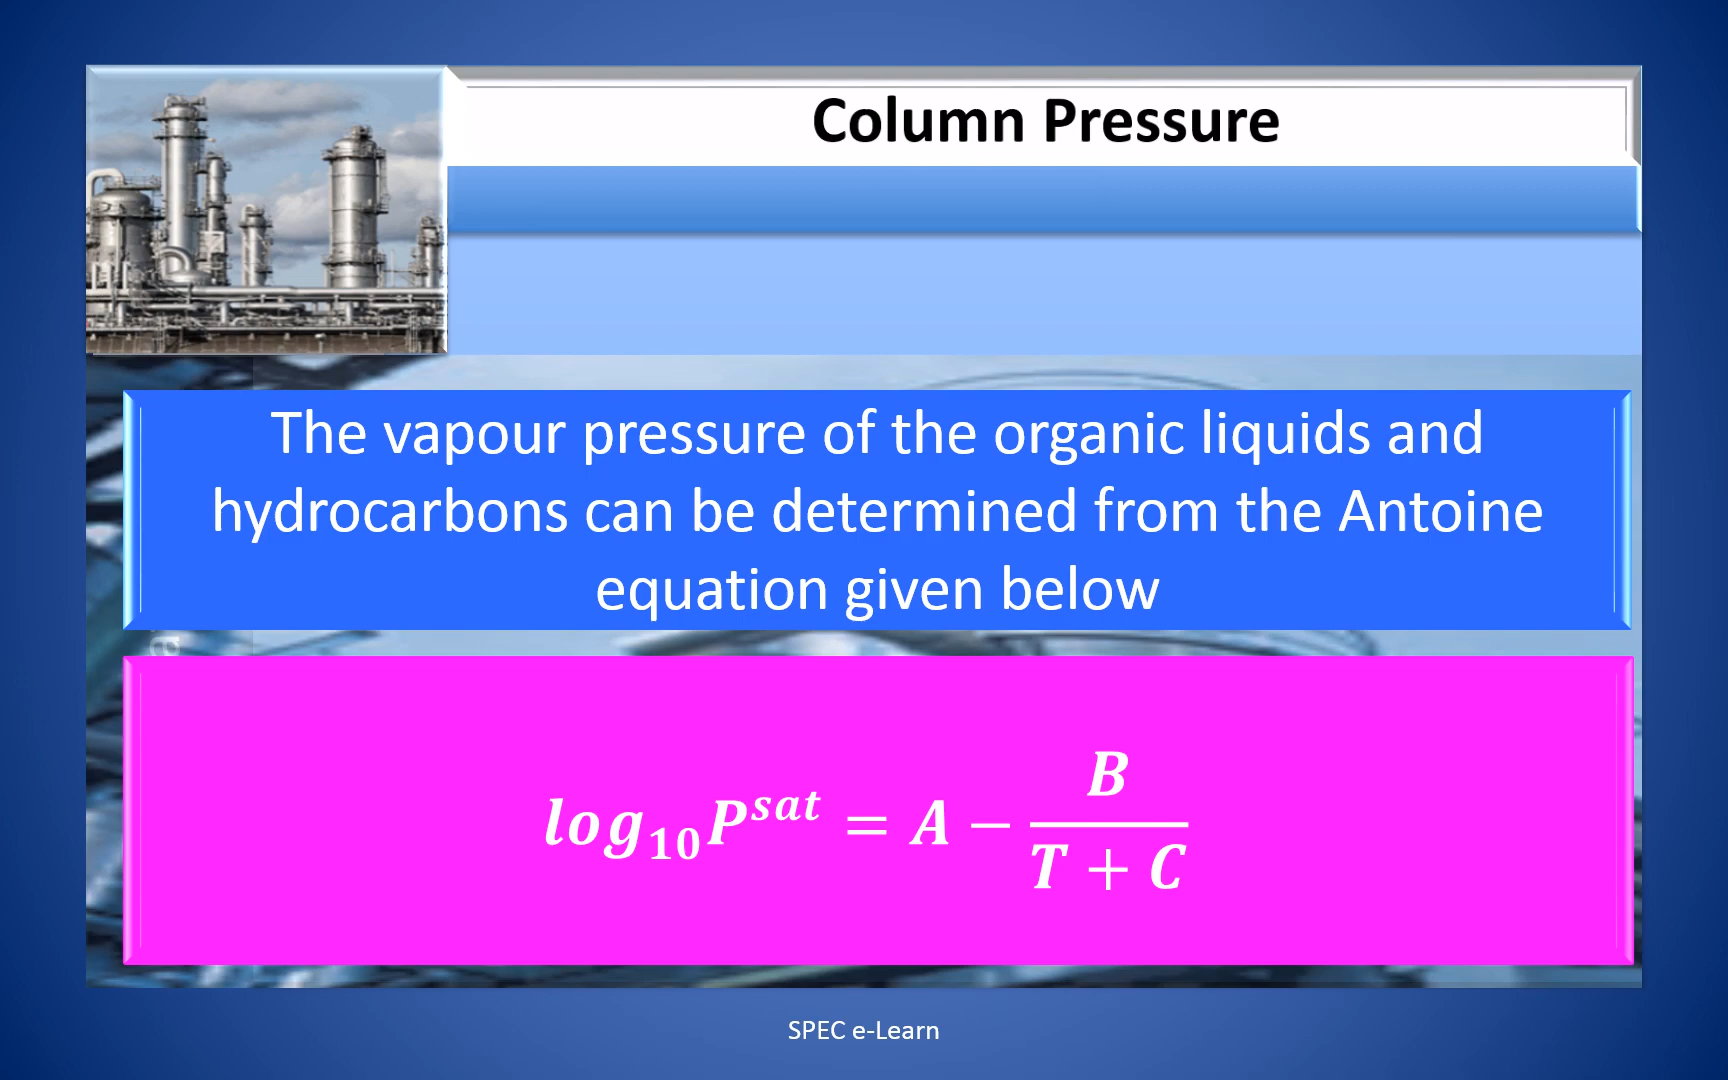 Column Pressure
The vapour pressure of the organic liquids and
hydrocarbons can be determined from the Antoine
equation given below
log₁₀Pˢᵃᵗ = A − B / (T + C)
SPEC e-Learn